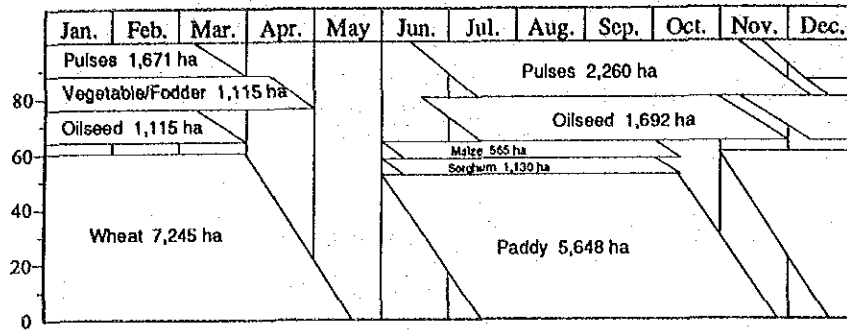 Jan. Feb. Mar. Apr. May Jun. Jul. Aug. Sep. Oct. Nov. Dec.
Pulses 1,671 ha
Pulses 2,260 ha
80
Vegetable/Fodder 1,115 ha
Oilseed 1,115 ha
Oilseed 1,692 ha
60
Maize 565 ha
Sorghum 1,130 ha
40
Wheat 7,245 ha
Paddy 5,648 ha
20
0